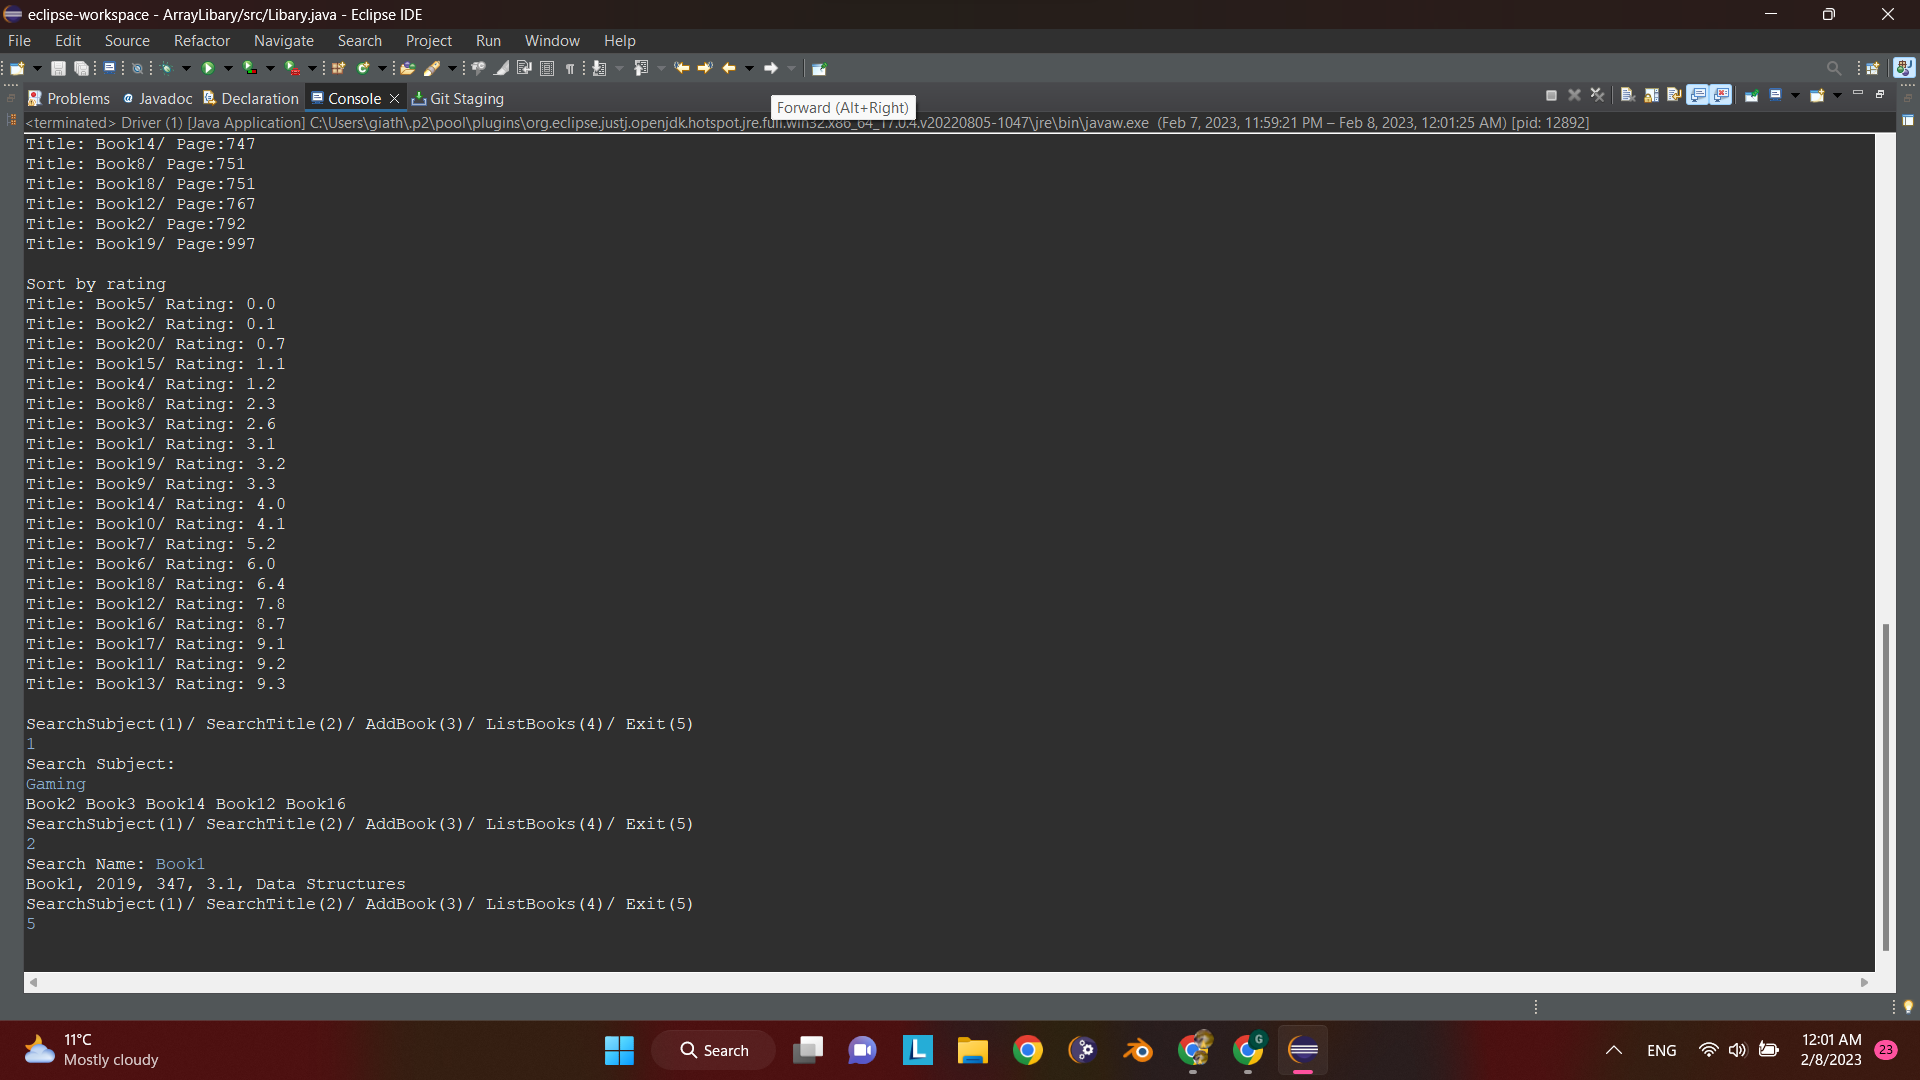 eclipse-workspace - ArrayLibary/src/Libary.java - Eclipse IDE
File Edit Source Refactor Navigate Search Project Run Window Help
Problems Javadoc Declaration Console Git Staging
Forward (Alt+Right)
<terminated> Driver (1) [Java Application] C:\Users\giath\.p2\pool\plugins\org.eclipse.justj.openjdk.hotspot.jre.full.win32.x86_64_17.0.4.v20220805-1047\jre\bin\javaw.exe (Feb 7, 2023, 11:59:21 PM – Feb 8, 2023, 12:01:25 AM) [pid: 12892]
Title: Book14/ Page:747
Title: Book8/ Page:751
Title: Book18/ Page:751
Title: Book12/ Page:767
Title: Book2/ Page:792
Title: Book19/ Page:997
Sort by rating
Title: Book5/ Rating: 0.0
Title: Book2/ Rating: 0.1
Title: Book20/ Rating: 0.7
Title: Book15/ Rating: 1.1
Title: Book4/ Rating: 1.2
Title: Book8/ Rating: 2.3
Title: Book3/ Rating: 2.6
Title: Book1/ Rating: 3.1
Title: Book19/ Rating: 3.2
Title: Book9/ Rating: 3.3
Title: Book14/ Rating: 4.0
Title: Book10/ Rating: 4.1
Title: Book7/ Rating: 5.2
Title: Book6/ Rating: 6.0
Title: Book18/ Rating: 6.4
Title: Book12/ Rating: 7.8
Title: Book16/ Rating: 8.7
Title: Book17/ Rating: 9.1
Title: Book11/ Rating: 9.2
Title: Book13/ Rating: 9.3
SearchSubject(1)/ SearchTitle(2)/ AddBook(3)/ ListBooks(4)/ Exit(5)
1
Search Subject:
Gaming
Book2 Book3 Book14 Book12 Book16
SearchSubject(1)/ SearchTitle(2)/ AddBook(3)/ ListBooks(4)/ Exit(5)
2
Search Name: Book1
Book1, 2019, 347, 3.1, Data Structures
SearchSubject(1)/ SearchTitle(2)/ AddBook(3)/ ListBooks(4)/ Exit(5)
5
11°C
Mostly cloudy
Search
L
G
ENG
12:01 AM
2/8/2023
23